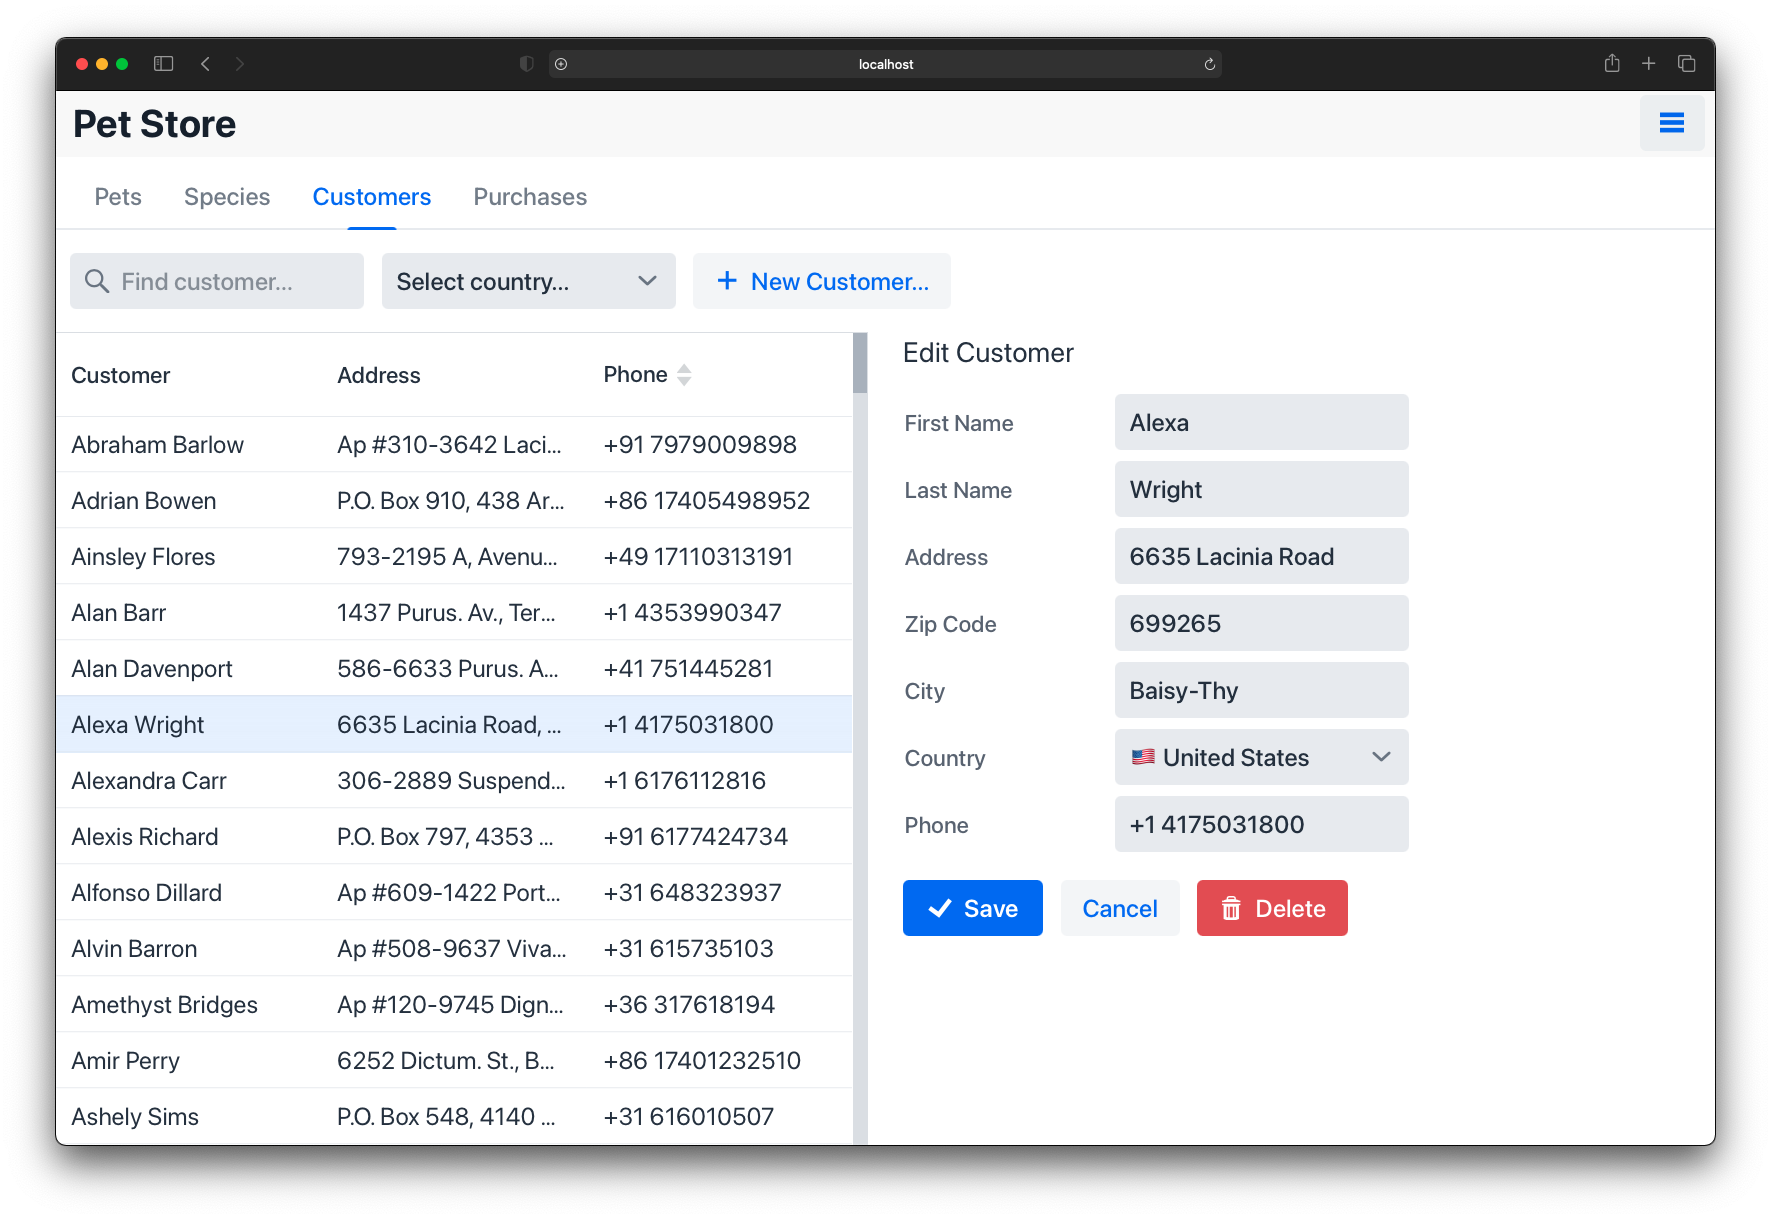 localhost
Pet Store
Pets Species Customers Purchases
Find customer... Select country... New Customer...
Customer Address Phone
Abraham Barlow Ap #310-3642 Laci... +91 7979009898
Adrian Bowen P.O. Box 910, 438 Ar... +86 17405498952
Ainsley Flores 793-2195 A, Avenu... +49 17110313191
Alan Barr 1437 Purus. Av., Ter... +1 4353990347
Alan Davenport 586-6633 Purus. A... +41 751445281
Alexa Wright 6635 Lacinia Road, ... +1 4175031800
Alexandra Carr 306-2889 Suspend... +1 6176112816
Alexis Richard P.O. Box 797, 4353 ... +91 6177424734
Alfonso Dillard Ap #609-1422 Port... +31 648323937
Alvin Barron Ap #508-9637 Viva... +31 615735103
Amethyst Bridges Ap #120-9745 Dign... +36 317618194
Amir Perry 6252 Dictum. St., B... +86 17401232510
Ashely Sims P.O. Box 548, 4140 ... +31 616010507
Edit Customer
First Name Alexa
Last Name Wright
Address 6635 Lacinia Road
Zip Code 699265
City Baisy-Thy
Country 🇺🇸 United States
Phone +1 4175031800
Save Cancel Delete